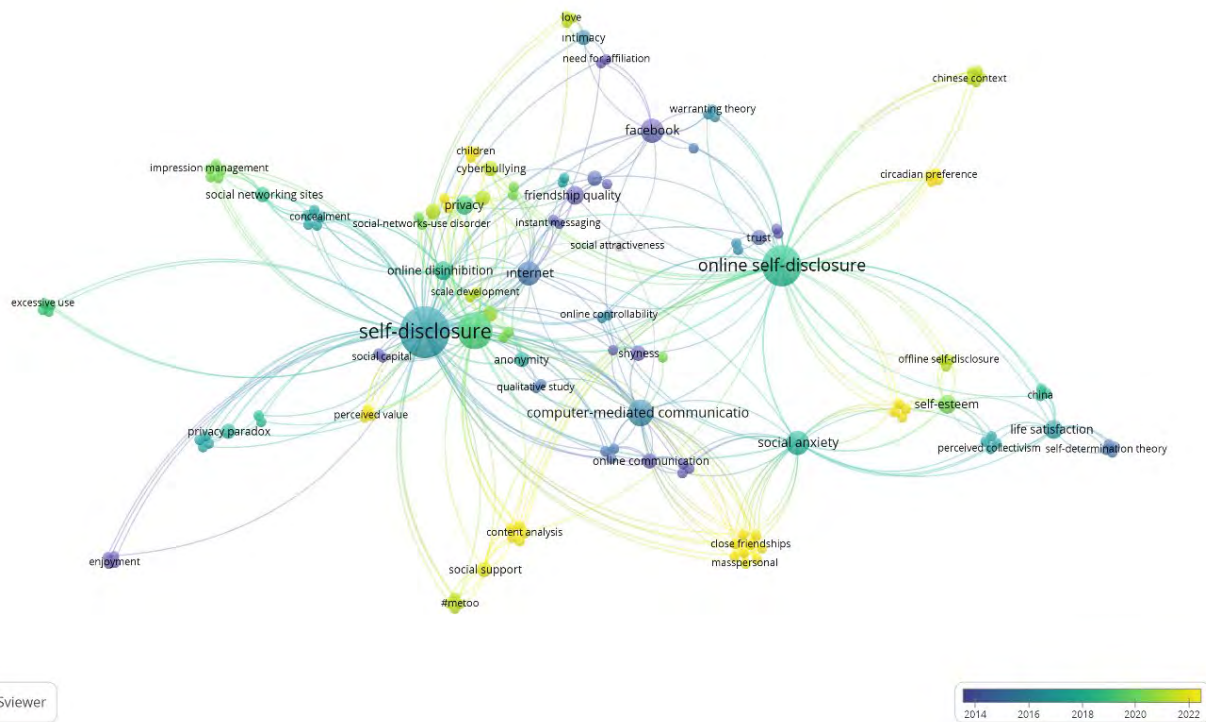 love
intimacy
need for affiliation
chinese context
warranting theory
facebook
children
cyberbullying
impression management
circadian preference
social networking sites
friendship quality
privacy
concealment
social-networks-use disorder
instant messaging
trust
social attractiveness
online self-disclosure
online disinhibition
internet
scale development
excessive use
online controllability
self-disclosure
social capital
shyness
anonymity
offline self-disclosure
qualitative study
china
self-esteem
perceived value
computer-mediated communicatio
privacy paradox
life satisfaction
social anxiety
perceived collectivism
self-determination theory
online communication
content analysis
close friendships
enjoyment
masspersonal
social support
#metoo
Sviewer
2014 2016 2018 2020 2022